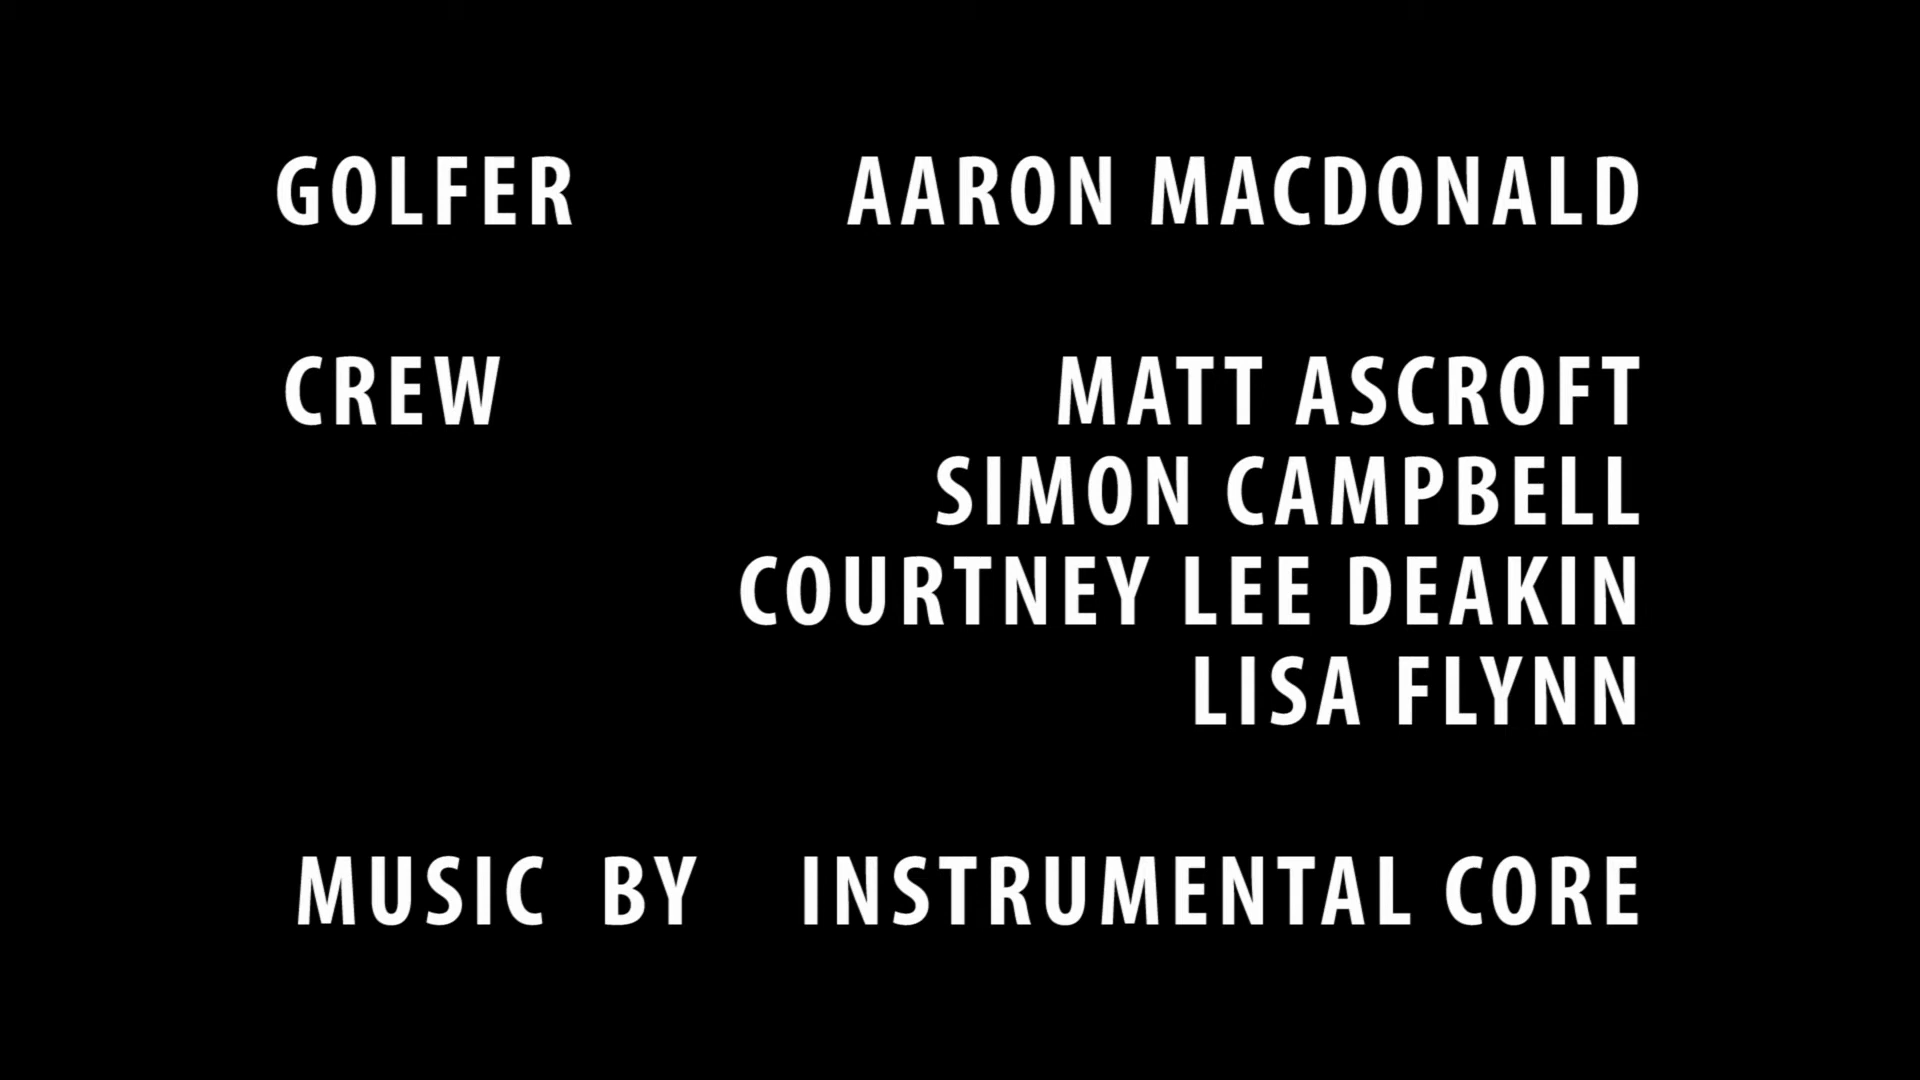 GOLFER AARON MACDONALD
CREW MATT ASCROFT
SIMON CAMPBELL
COURTNEY LEE DEAKIN
LISA FLYNN
MUSIC BY INSTRUMENTAL CORE